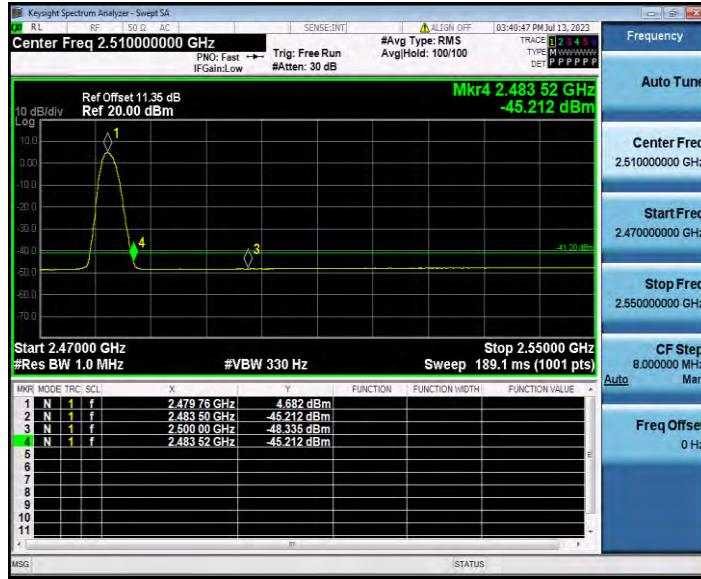 Keysight Spectrum Analyzer - Swept SA
RL RF 50 Ω AC SENSE:INT ALIGN OFF 03:40:47 PM Jul 13, 2023
Center Freq 2.510000000 GHz
PNO: Fast
IFGain:Low
Trig: Free Run
#Atten: 30 dB
#Avg Type: RMS
Avg|Hold: 100/100
TRACE 1 2 3 4 5 6
TYPE M W W W W W
DET P P P P P P
Mkr4 2.483 52 GHz
-45.212 dBm
Ref Offset 11.35 dB
10 dB/div Ref 20.00 dBm
Log
10.0
0.00
-10.0
-20.0
-30.0
-40.0
-50.0
-60.0
-70.0
1
4
3
-41.20 dBm
Start 2.47000 GHz Stop 2.55000 GHz
#Res BW 1.0 MHz #VBW 330 Hz Sweep 189.1 ms (1001 pts)
MKR MODE TRC SCL X Y FUNCTION FUNCTION WIDTH FUNCTION VALUE
1 N 1 f 2.479 76 GHz 4.682 dBm
2 N 1 f 2.483 50 GHz -45.212 dBm
3 N 1 f 2.500 00 GHz -48.335 dBm
4 N 1 f 2.483 52 GHz -45.212 dBm
5
6
7
8
9
10
11
MSG STATUS
Frequency
Auto Tune
Center Freq
2.510000000 GHz
Start Freq
2.470000000 GHz
Stop Freq
2.550000000 GHz
CF Step
8.000000 MHz
Auto Man
Freq Offset
0 Hz